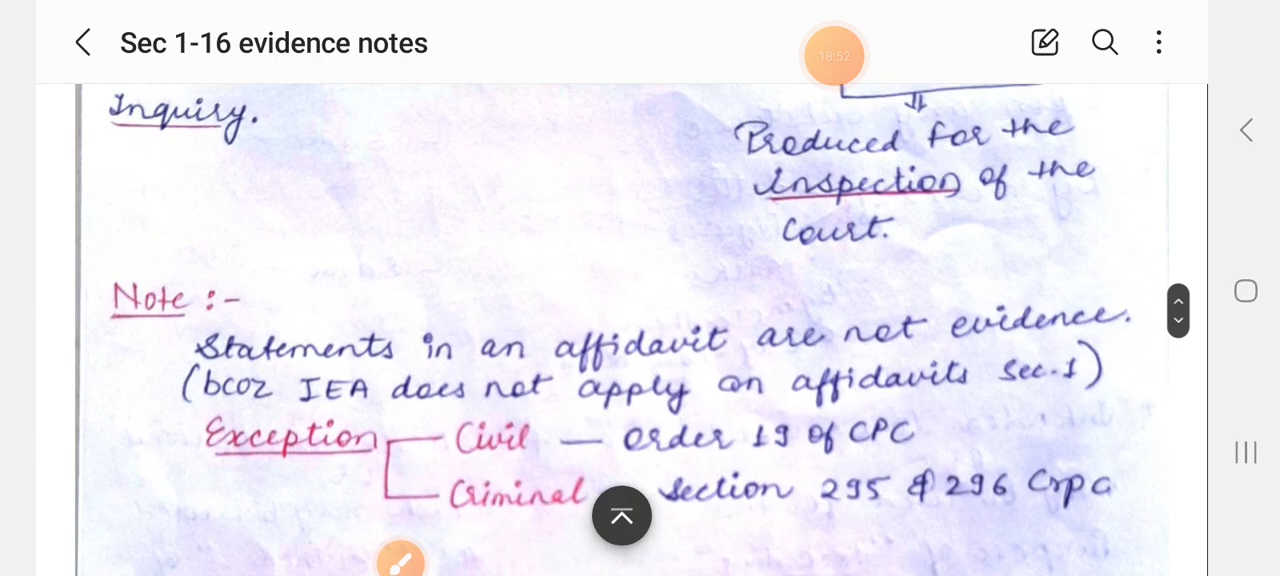 Sec 1-16 evidence notes
18:52
Inquiry.
Produced for the
inspection of the
Court.
Note :-
Statements in an affidavit are not evidence.
(bcoz IEA does not apply on affidavits Sec.1)
Exception Civil — Order 19 of CPC
Criminal Section 295 & 296 Crpc